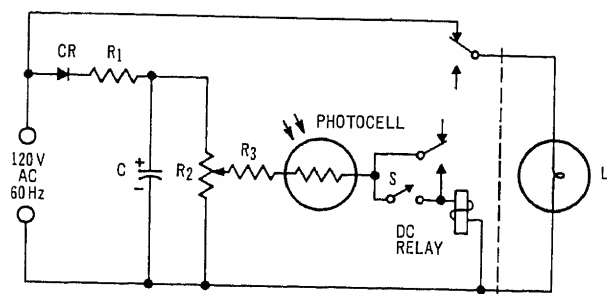 CR
R1
PHOTOCELL
120 V
AC
60 Hz
C
+
−
R2
R3
S
DC
RELAY
L